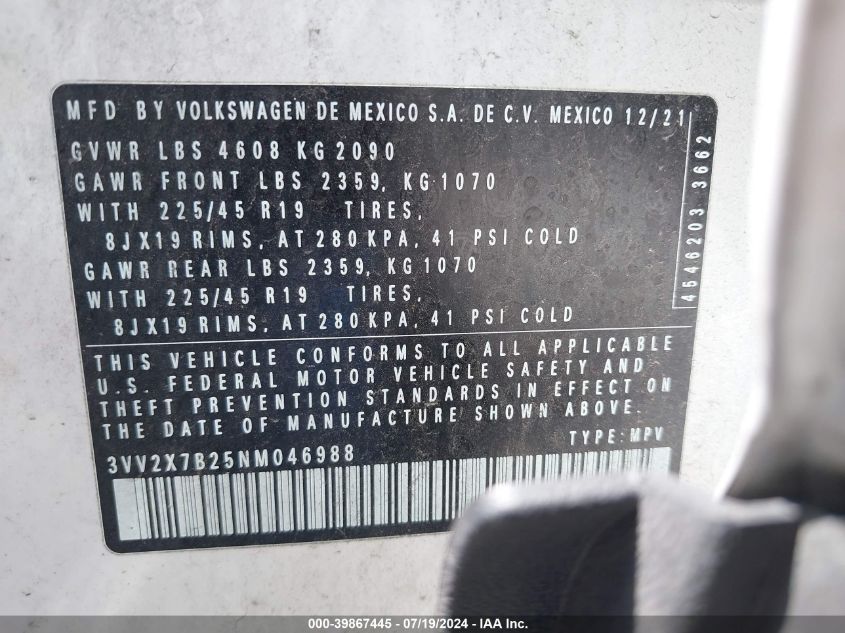 MFD BY VOLKSWAGEN DE MEXICO S.A. DE C.V. MEXICO 12/21
GVWR LBS 4608 KG 2090
GAWR FRONT LBS 2359, KG 1070
WITH 225/45 R19 TIRES,
8JX19 RIMS, AT 280 KPA, 41 PSI COLD
GAWR REAR LBS 2359, KG 1070
WITH 225/45 R19 TIRES,
8JX19 RIMS, AT 280 KPA, 41 PSI COLD
4546203 3662
THIS VEHICLE CONFORMS TO ALL APPLICABLE
U.S. FEDERAL MOTOR VEHICLE SAFETY AND
THEFT PREVENTION STANDARDS IN EFFECT ON
THE DATE OF MANUFACTURE SHOWN ABOVE.
TYPE: MPV
3VV2X7B25NM046988
000-39867445 - 07/19/2024 - IAA Inc.